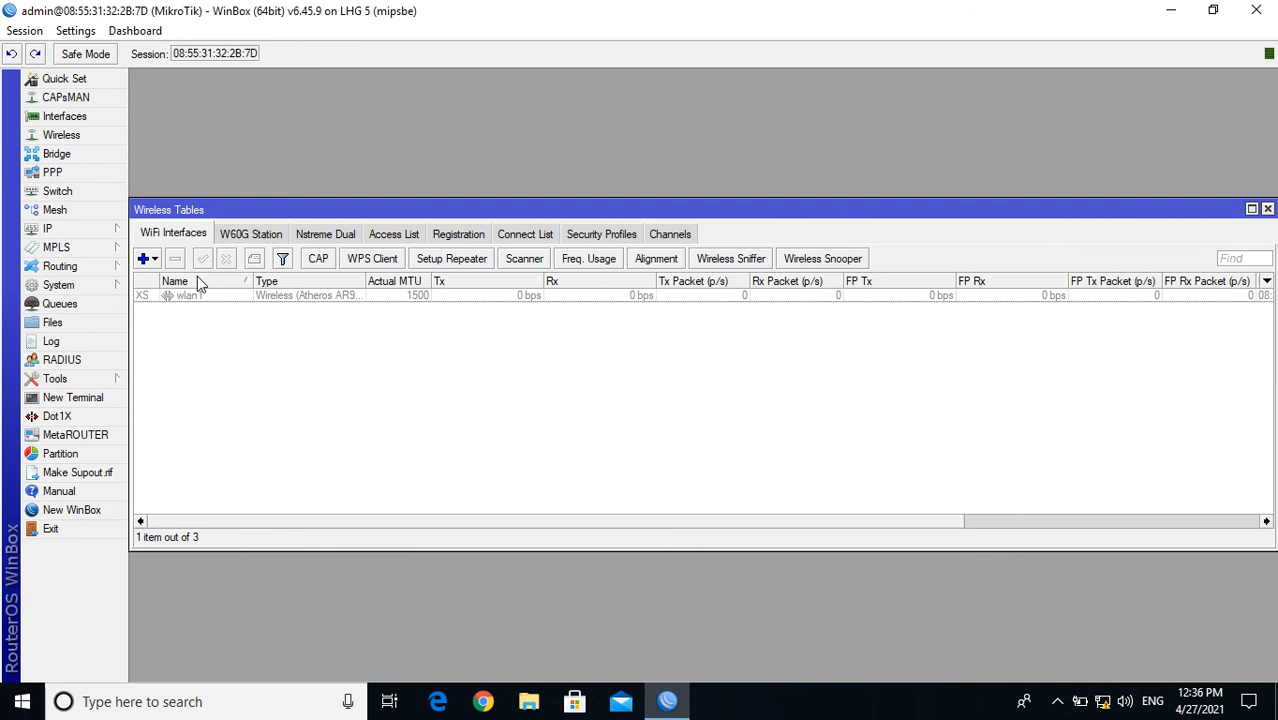 admin@08:55:31:32:2B:7D (MikroTik) - WinBox (64bit) v6.45.9 on LHG 5 (mipsbe)
Session Settings Dashboard
Safe Mode Session: 08:55:31:32:2B:7D
Quick Set
CAPsMAN
Interfaces
Wireless
Bridge
PPP
Switch
Mesh
IP
MPLS
Routing
System
Queues
Files
Log
RADIUS
Tools
New Terminal
Dot1X
MetaROUTER
Partition
Make Supout.rif
Manual
New WinBox
Exit
RouterOS WinBox
Wireless Tables
WiFi Interfaces W60G Station Nstreme Dual Access List Registration Connect List Security Profiles Channels
CAP WPS Client Setup Repeater Scanner Freq. Usage Alignment Wireless Sniffer Wireless Snooper Find
Name Type Actual MTU Tx Rx Tx Packet (p/s) Rx Packet (p/s) FP Tx FP Rx FP Tx Packet (p/s) FP Rx Packet (p/s)
XS wlan1 Wireless (Atheros AR9... 1500 0 bps 0 bps 0 0 0 bps 0 bps 0 0 08:
1 item out of 3
Type here to search
ENG
12:36 PM
4/27/2021